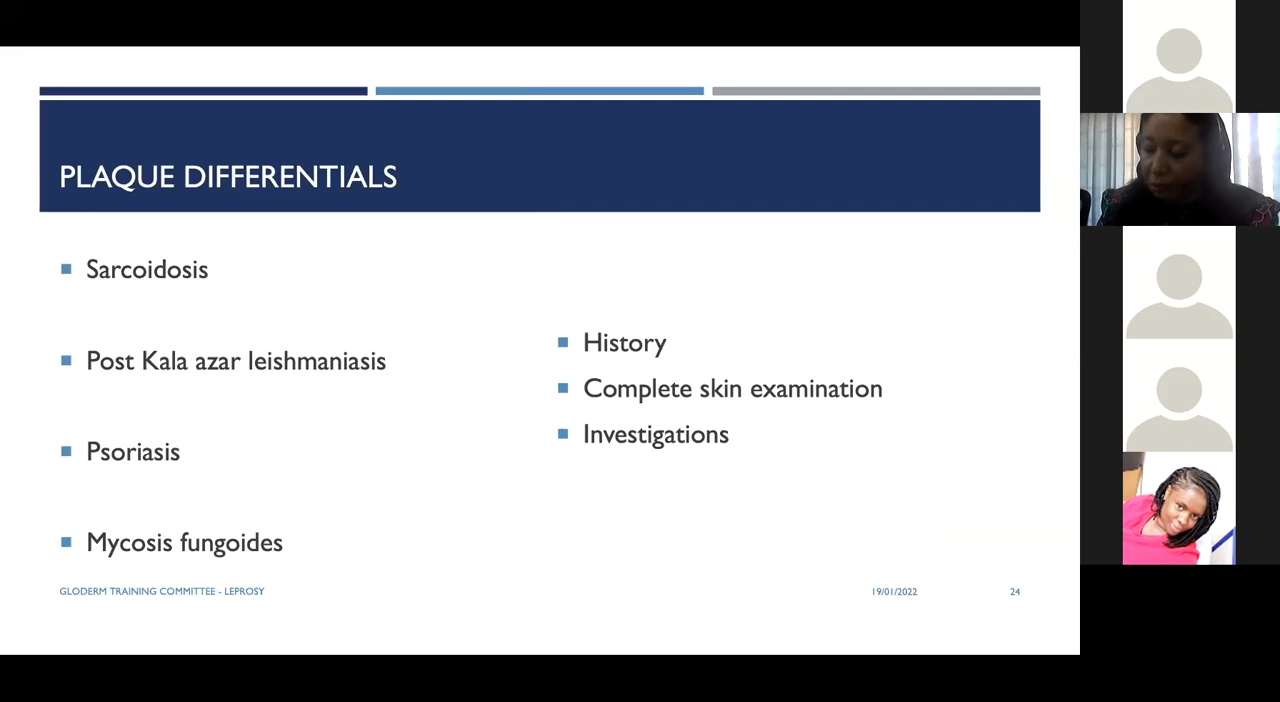 PLAQUE DIFFERENTIALS
Sarcoidosis
Post Kala azar leishmaniasis
Psoriasis
Mycosis fungoides
History
Complete skin examination
Investigations
GLODERM TRAINING COMMITTEE - LEPROSY
19/01/2022
24